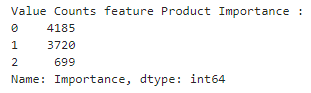 Value Counts feature Product Importance :
0    4185
1    3720
2     699
Name: Importance, dtype: int64